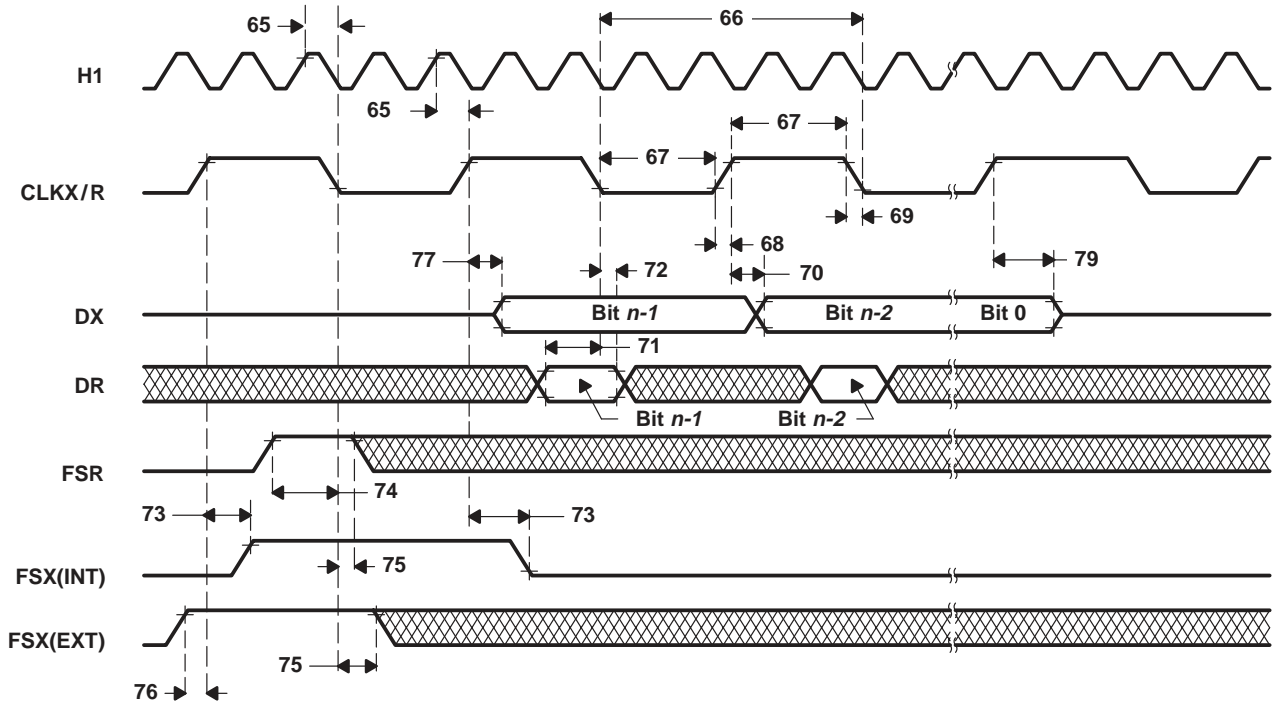 65
66
H1
65
67
67
CLKX/R
69
68
77
72
70
79
DX
Bit n-1
Bit n-2
Bit 0
71
DR
Bit n-1
Bit n-2
FSR
74
73
73
75
FSX(INT)
FSX(EXT)
75
76